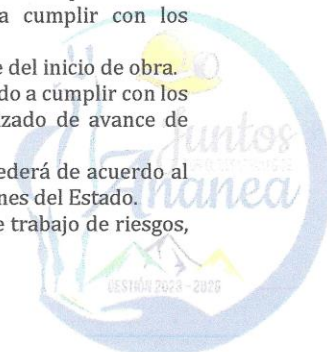 a cumplir con los
e del inicio de obra.
do a cumplir con los
zado de avance de
ederá de acuerdo al
nes del Estado.
e trabajo de riesgos,
Juntos
Ananea
GESTIÓN 2023 - 2026